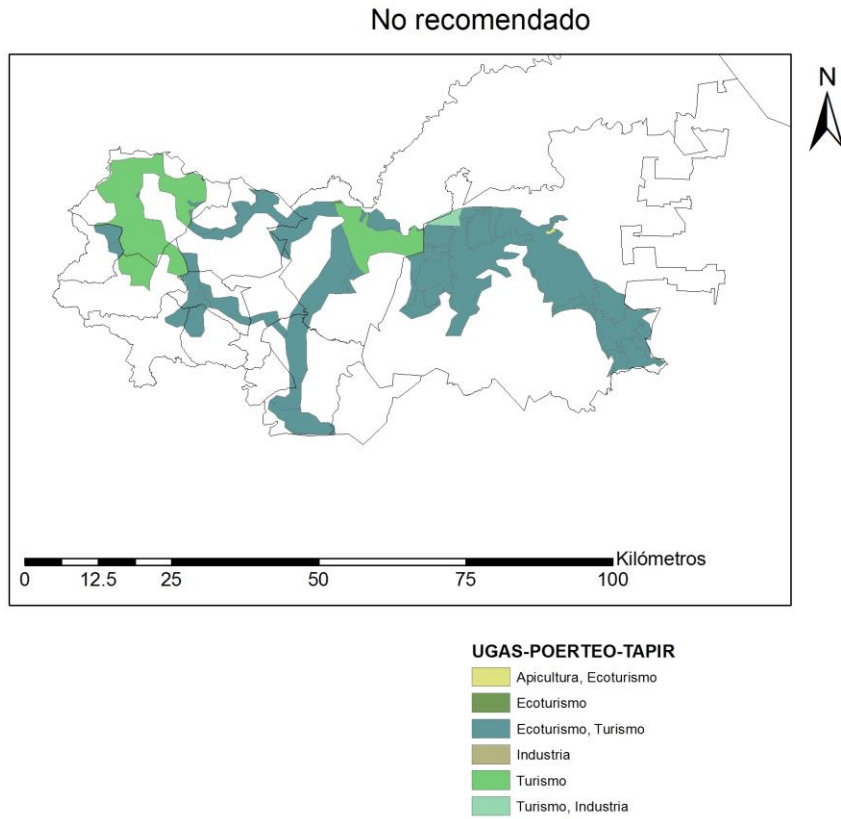 No recomendado
N
Kilómetros
0 12.5 25 50 75 100
UGAS-POERTEO-TAPIR
Apicultura, Ecoturismo
Ecoturismo
Ecoturismo, Turismo
Industria
Turismo
Turismo, Industria